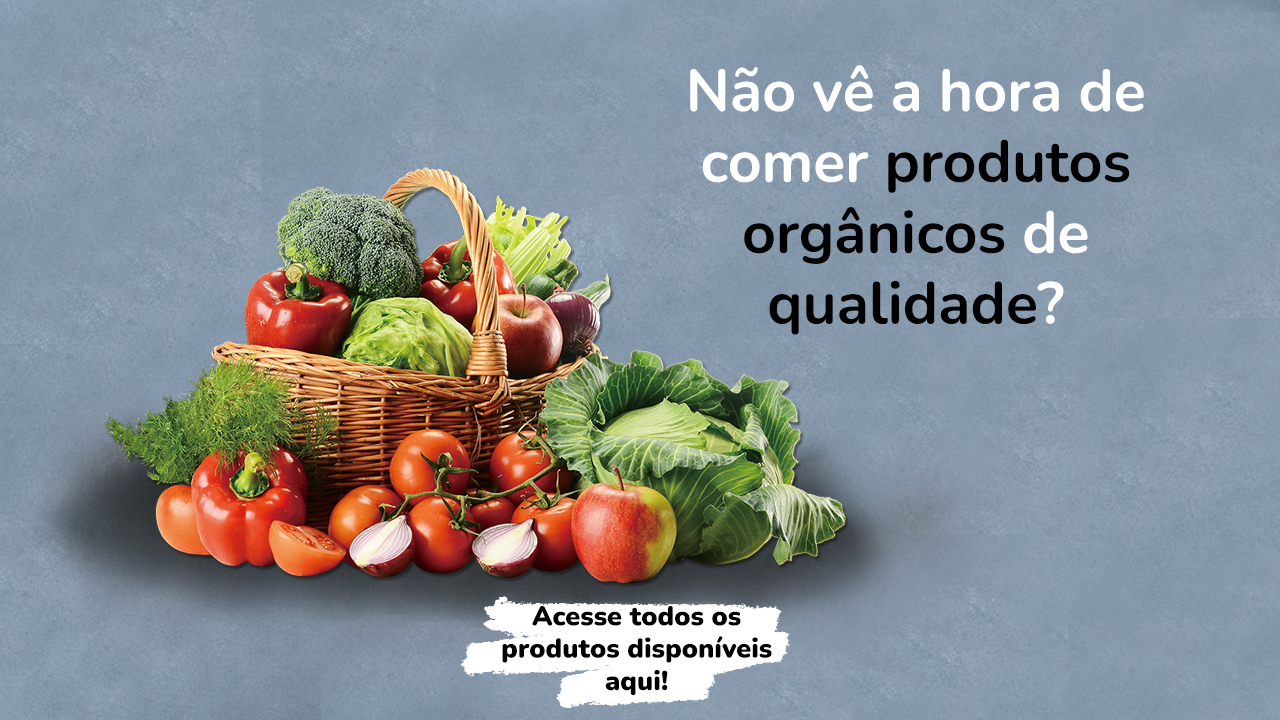 Não vê a hora de
comer produtos
orgânicos de
qualidade?
Acesse todos os
produtos disponíveis
aqui!